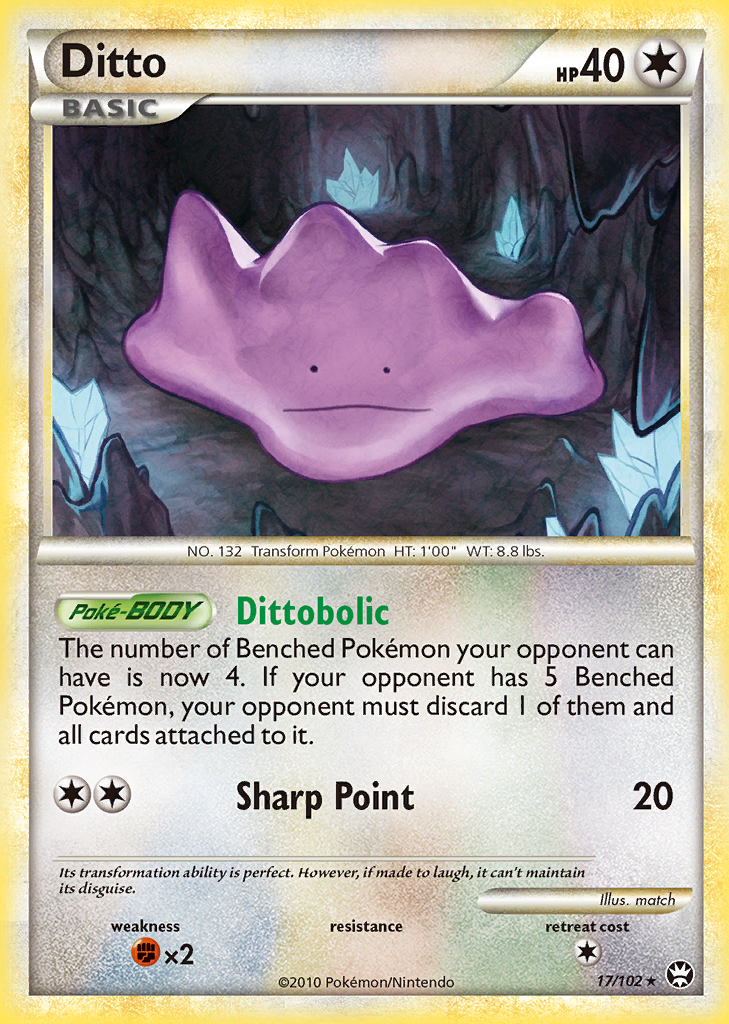 Ditto
HP40
BASIC
NO. 132 Transform Pokémon HT: 1'00" WT: 8.8 lbs.
Poké-BODY Dittobolic
The number of Benched Pokémon your opponent can
have is now 4. If your opponent has 5 Benched
Pokémon, your opponent must discard 1 of them and
all cards attached to it.
Sharp Point 20
Its transformation ability is perfect. However, if made to laugh, it can't maintain
its disguise.
Illus. match
weakness resistance retreat cost
×2
©2010 Pokémon/Nintendo 17/102 ★